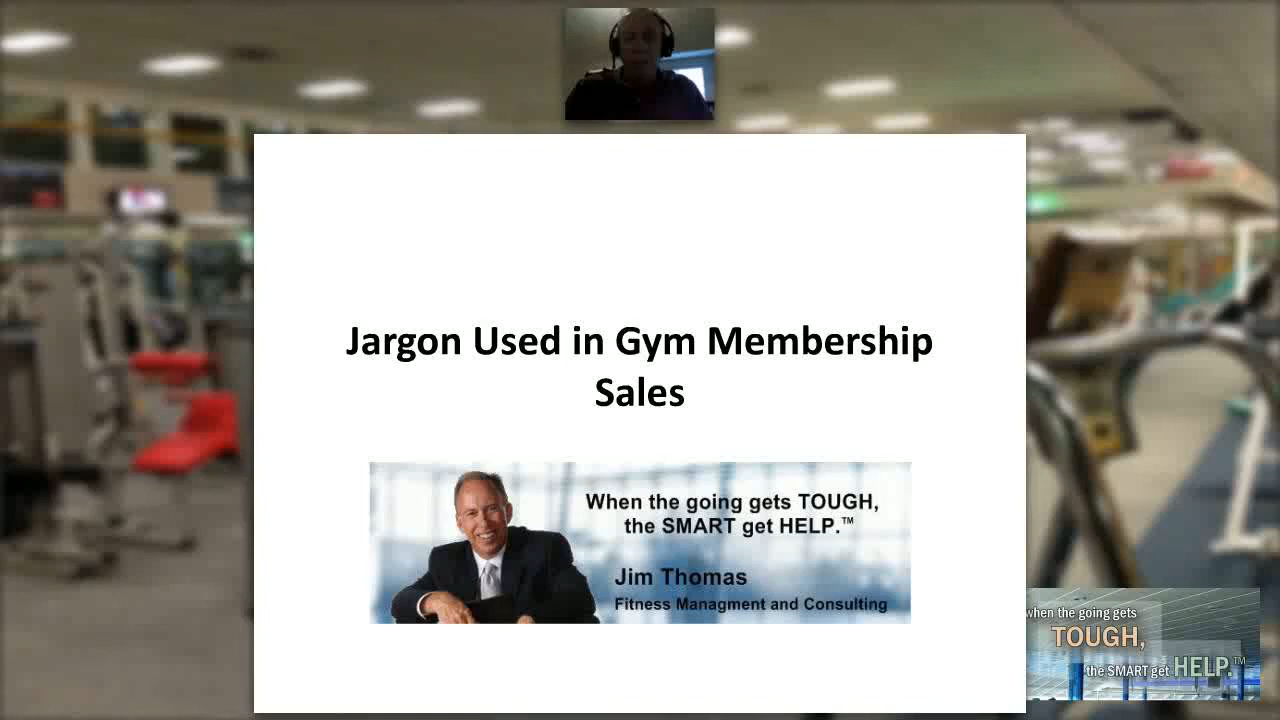 Jargon Used in Gym Membership
Sales
When the going gets TOUGH,
the SMART get HELP.™
Jim Thomas
Fitness Managment and Consulting
when the going gets
TOUGH,
the SMART get HELP.™